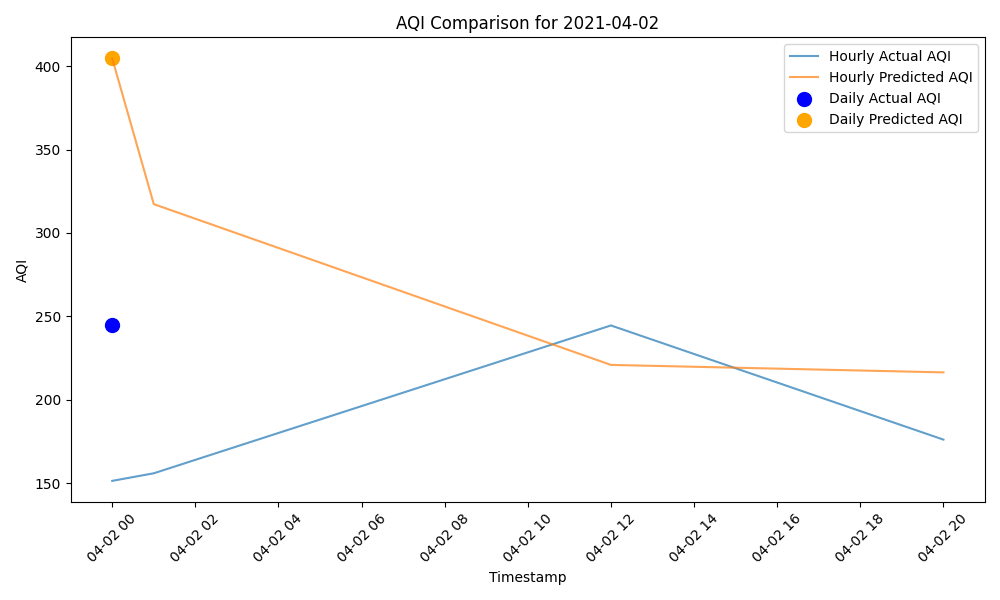 AQI Comparison for 2021-04-02
Hourly Actual AQI
Hourly Predicted AQI
Daily Actual AQI
Daily Predicted AQI
AQI
400
350
300
250
200
150
04-02 00
04-02 02
04-02 04
04-02 06
04-02 08
04-02 10
04-02 12
04-02 14
04-02 16
04-02 18
04-02 20
Timestamp